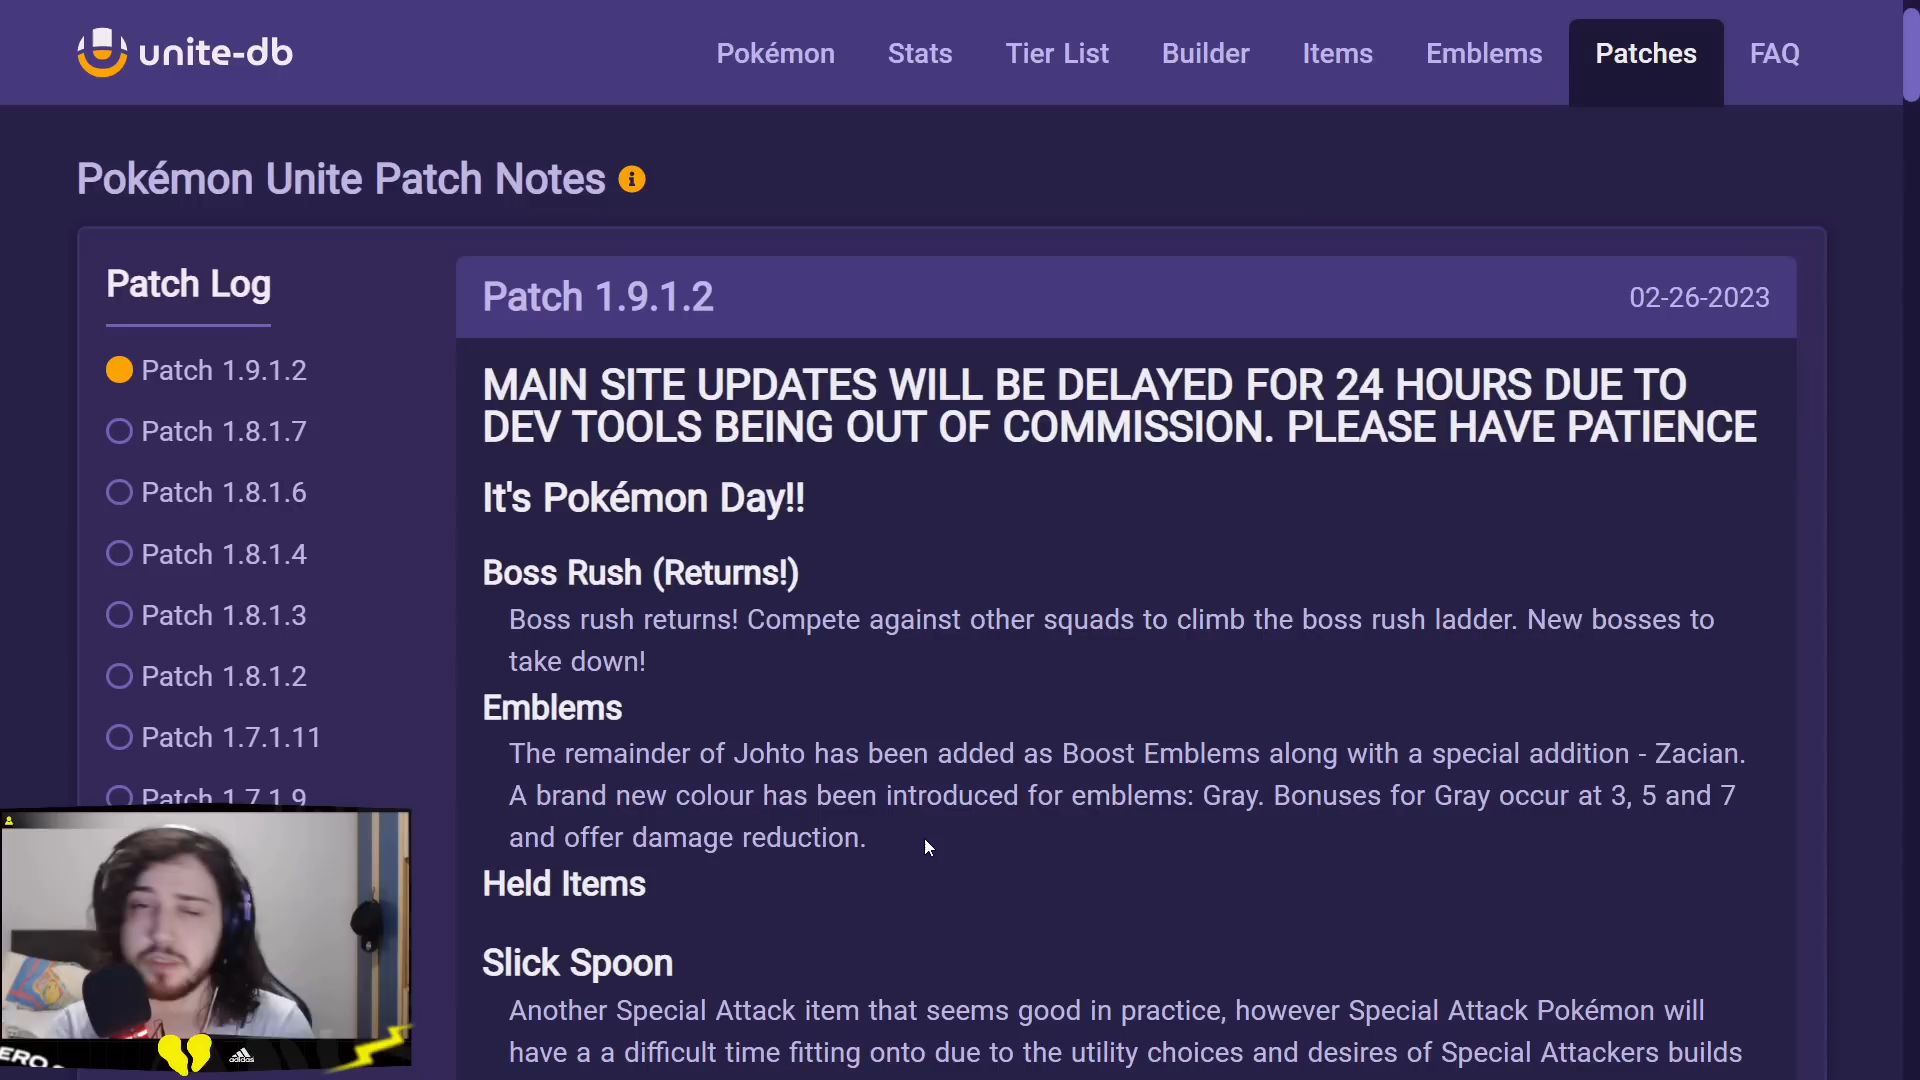 unite-db
Pokémon
Stats
Tier List
Builder
Items
Emblems
Patches
FAQ
Pokémon Unite Patch Notes
Patch Log
Patch 1.9.1.2
Patch 1.8.1.7
Patch 1.8.1.6
Patch 1.8.1.4
Patch 1.8.1.3
Patch 1.8.1.2
Patch 1.7.1.11
Patch 1.7.1.9
Patch 1.9.1.2
02-26-2023
MAIN SITE UPDATES WILL BE DELAYED FOR 24 HOURS DUE TO
DEV TOOLS BEING OUT OF COMMISSION. PLEASE HAVE PATIENCE
It's Pokémon Day!!
Boss Rush (Returns!)
Boss rush returns! Compete against other squads to climb the boss rush ladder. New bosses to
take down!
Emblems
The remainder of Johto has been added as Boost Emblems along with a special addition - Zacian.
A brand new colour has been introduced for emblems: Gray. Bonuses for Gray occur at 3, 5 and 7
and offer damage reduction.
Held Items
Slick Spoon
Another Special Attack item that seems good in practice, however Special Attack Pokémon will
have a a difficult time fitting onto due to the utility choices and desires of Special Attackers builds
adidas